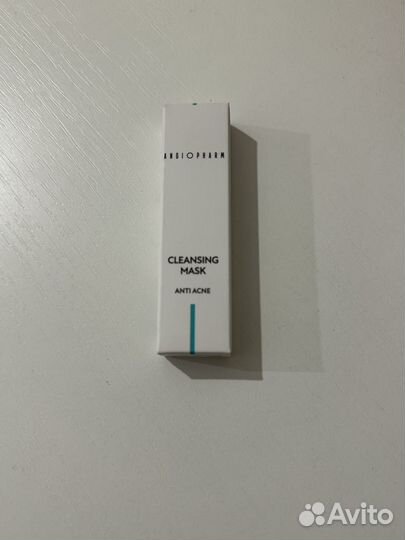 ANGIOPHARM
CLEANSING
MASK
ANTI ACNE
Avito